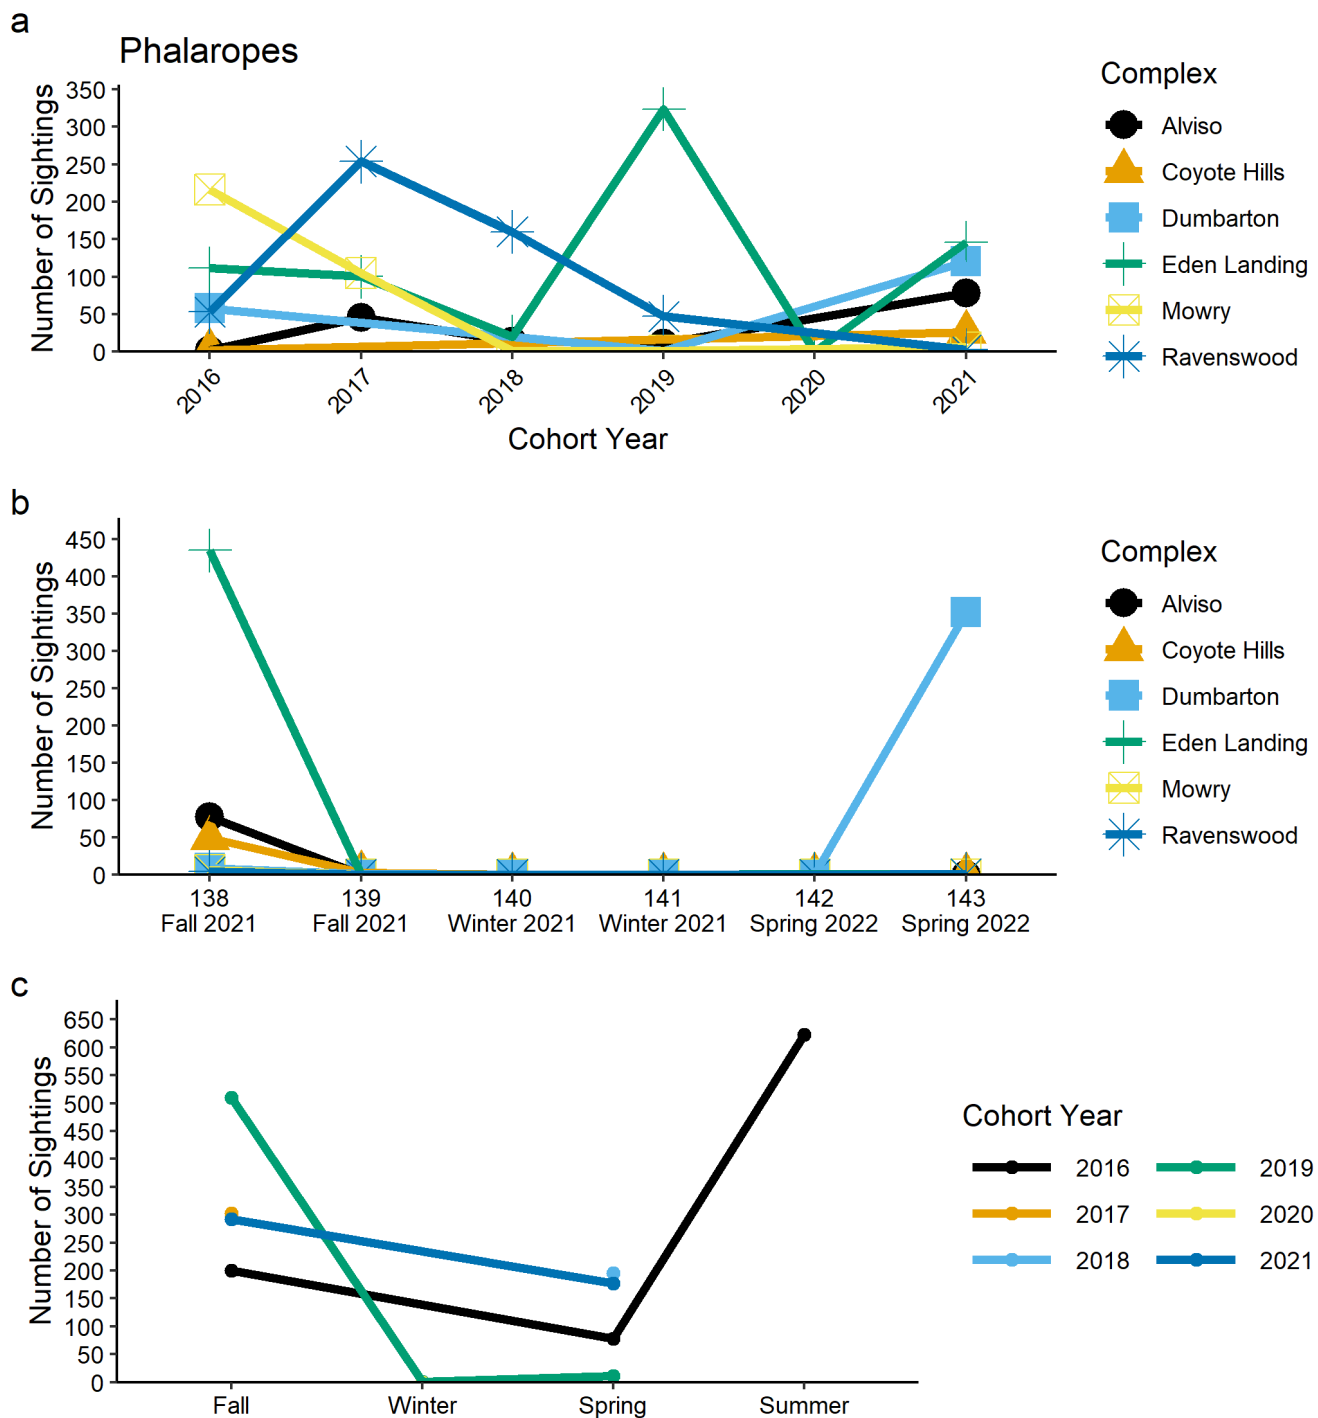 a
Phalaropes
Number of Sightings
350
300
250
200
150
100
50
0
2016
2017
2018
2019
2020
2021
Cohort Year
Complex
Alviso
Coyote Hills
Dumbarton
Eden Landing
Mowry
Ravenswood
b
Number of Sightings
450
400
350
300
250
200
150
100
50
0
138
Fall 2021
139
Fall 2021
140
Winter 2021
141
Winter 2021
142
Spring 2022
143
Spring 2022
Complex
Alviso
Coyote Hills
Dumbarton
Eden Landing
Mowry
Ravenswood
c
Number of Sightings
650
600
550
500
450
400
350
300
250
200
150
100
50
0
Fall
Winter
Spring
Summer
Cohort Year
2016
2017
2018
2019
2020
2021